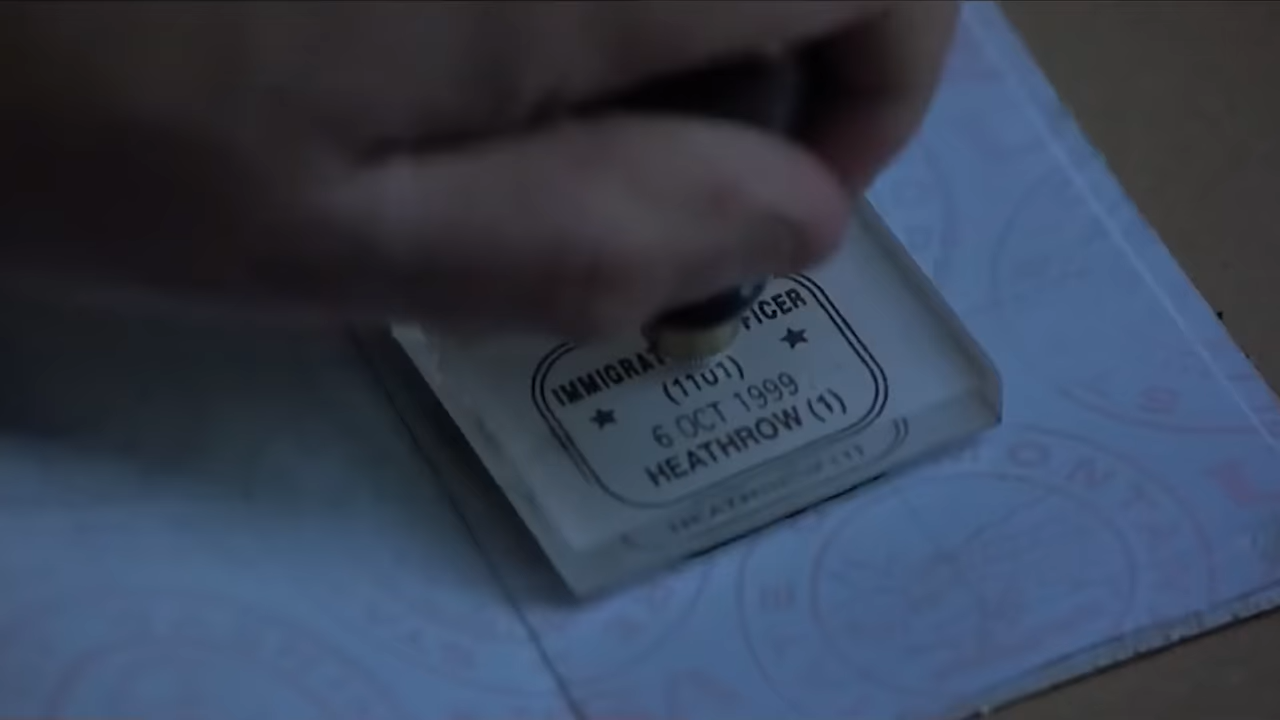 IMMIGRAT FICER
(1101)
6 OCT 1999
HEATHROW (1)